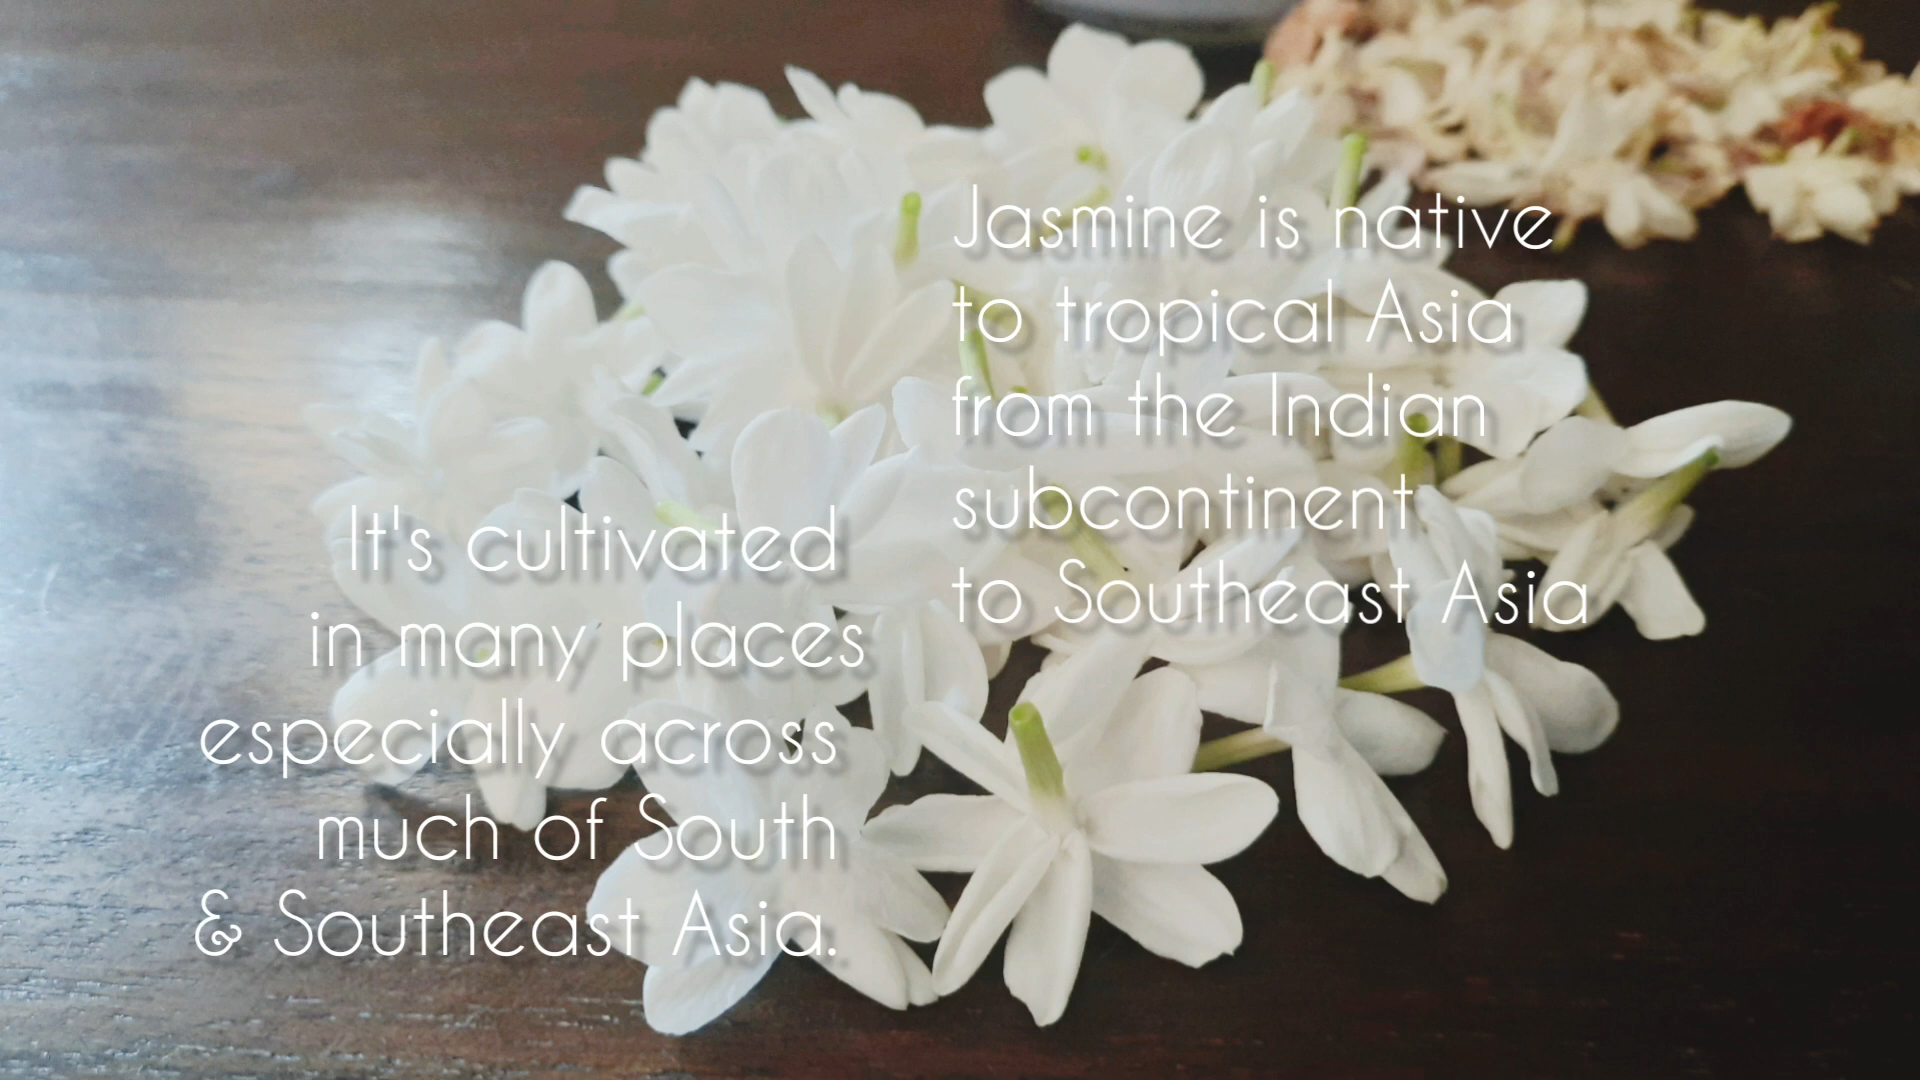 Jasmine is native
to tropical Asia
from the Indian
subcontinent
to Southeast Asia
It's cultivated
in many places
especially across
much of South
& Southeast Asia.